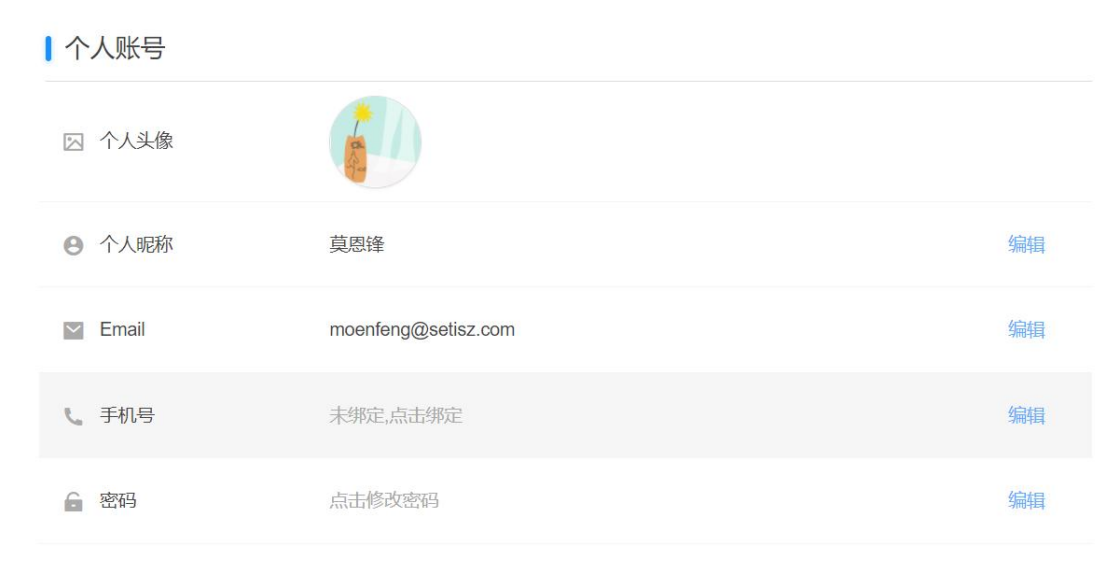 个人账号
个人头像
个人昵称 莫恩锋 编辑
Email moenfeng@setisz.com 编辑
手机号 未绑定,点击绑定 编辑
密码 点击修改密码 编辑